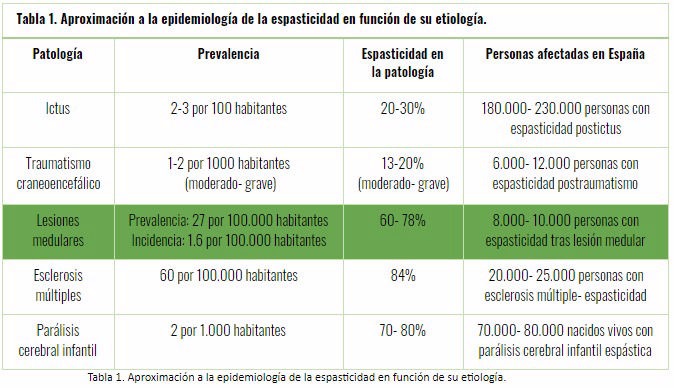 Tabla 1. Aproximación a la epidemiología de la espasticidad en función de su etiología.
Patología Prevalencia Espasticidad en la patología Personas afectadas en España
Ictus 2-3 por 100 habitantes 20-30% 180.000- 230.000 personas con espasticidad postictus
Traumatismo craneoencefálico 1-2 por 1000 habitantes (moderado- grave) 13-20% (moderado- grave) 6.000- 12.000 personas con espasticidad postraumatismo
Lesiones medulares Prevalencia: 27 por 100.000 habitantes Incidencia: 1.6 por 100.000 habitantes 60- 78% 8.000- 10.000 personas con espasticidad tras lesión medular
Esclerosis múltiples 60 por 100.000 habitantes 84% 20.000- 25.000 personas con esclerosis múltiple- espasticidad
Parálisis cerebral infantil 2 por 1.000 habitantes 70- 80% 70.000- 80.000 nacidos vivos con parálisis cerebral infantil espástica
Tabla 1. Aproximación a la epidemiología de la espasticidad en función de su etiología.